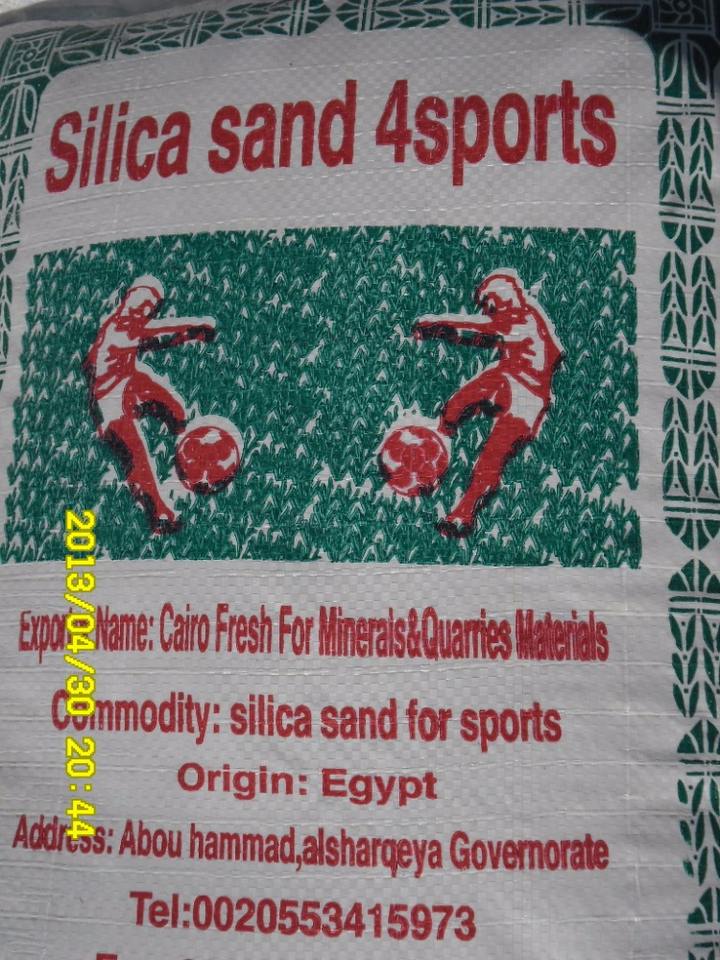 Silica sand 4sports
Export Name: Cairo Fresh For Minerals&Quarries Materials
Commodity: silica sand for sports
Origin: Egypt
Address: Abou hammad,alsharqeya Governorate
Tel:0020553415973
2013/04/30 20:44